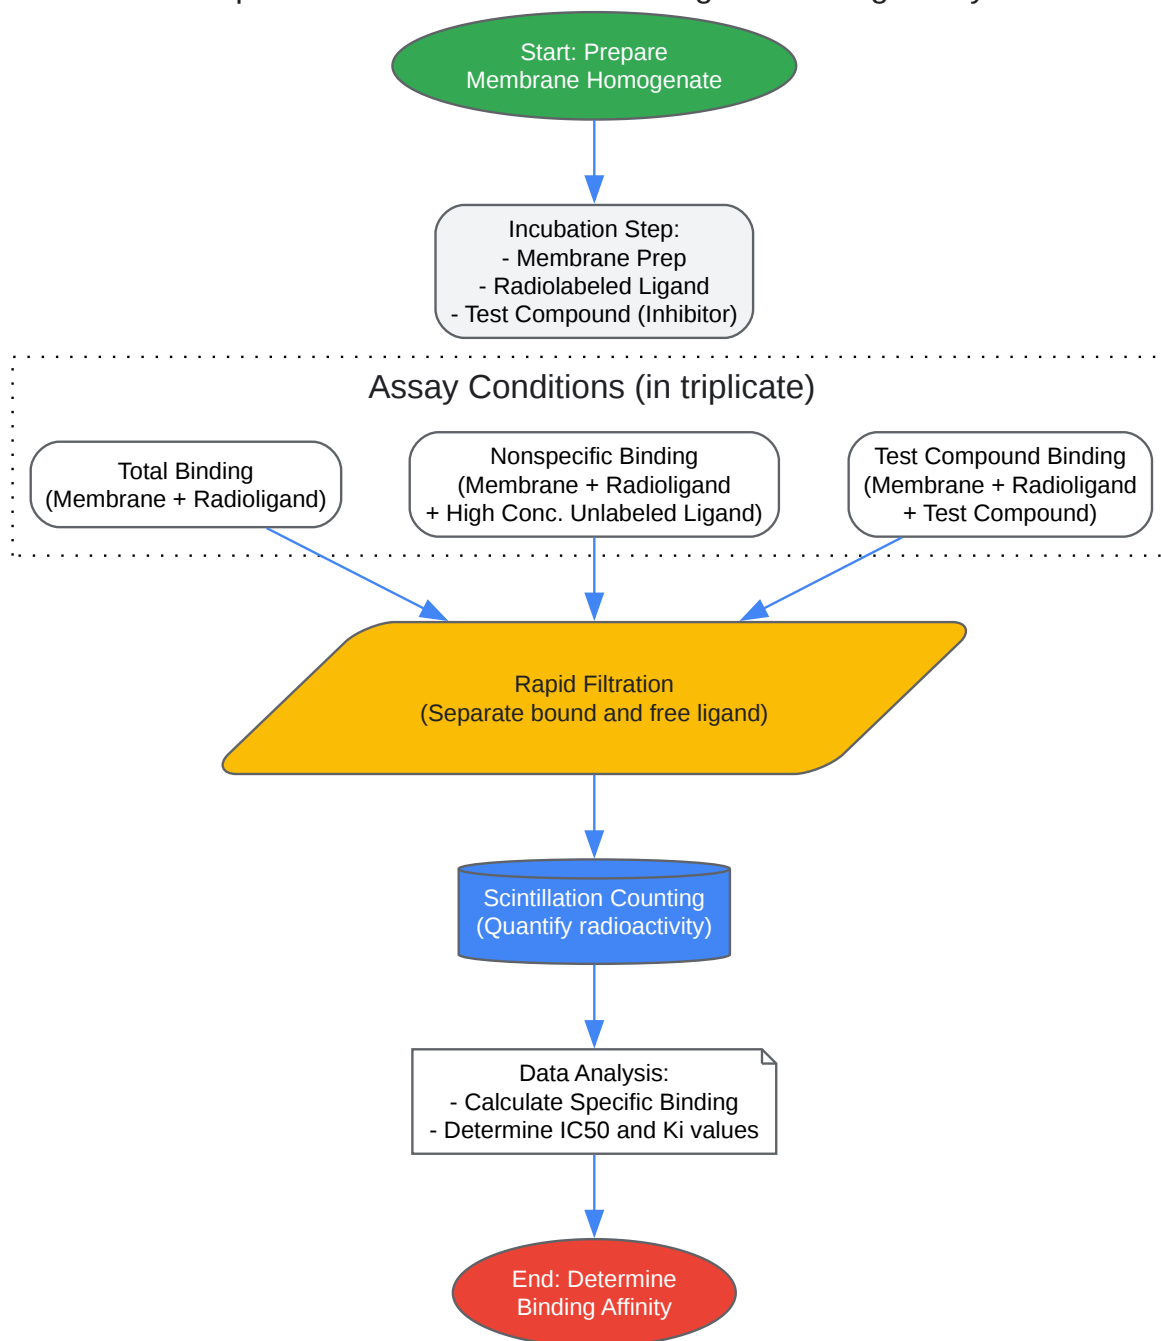 Start: Prepare
Membrane Homogenate
Incubation Step:
- Membrane Prep
- Radiolabeled Ligand
- Test Compound (Inhibitor)
Assay Conditions (in triplicate)
Total Binding
(Membrane + Radioligand)
Nonspecific Binding
(Membrane + Radioligand
+ High Conc. Unlabeled Ligand)
Test Compound Binding
(Membrane + Radioligand
+ Test Compound)
Rapid Filtration
(Separate bound and free ligand)
Scintillation Counting
(Quantify radioactivity)
Data Analysis:
- Calculate Specific Binding
- Determine IC50 and Ki values
End: Determine
Binding Affinity